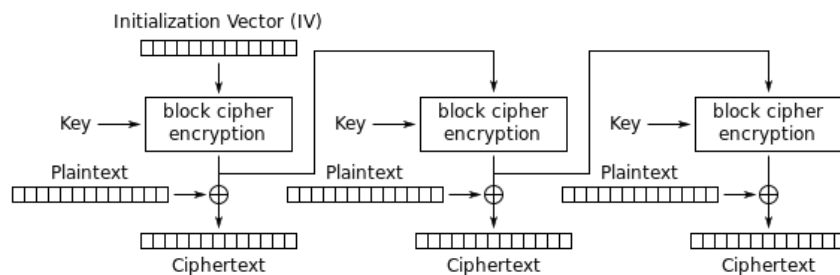 Initialization Vector (IV)
Key
block cipher
encryption
Key
block cipher
encryption
Key
block cipher
encryption
Plaintext
Plaintext
Plaintext
Ciphertext
Ciphertext
Ciphertext